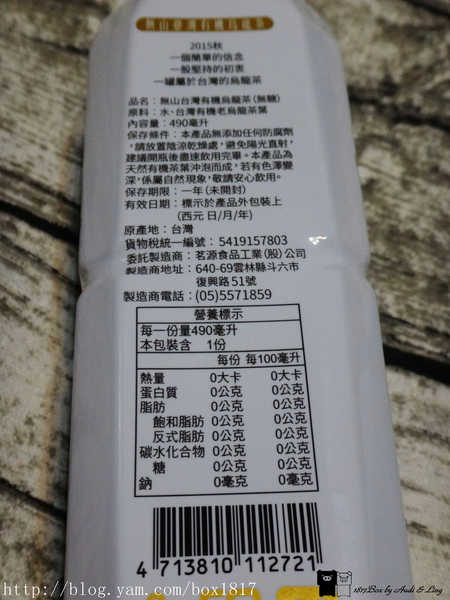 無山臺灣有機烏龍茶
2015秋
一個簡單的信念
一股堅持的初衷
一罐屬於台灣的烏龍茶
品名：無山台灣有機烏龍茶(無糖)
原料：水、台灣有機老烏龍茶葉
內容量：490毫升
保存條件：本產品無添加任何防腐劑
，請放置陰涼乾燥處，避免陽光直射，
建議開瓶後儘速飲用完畢。本產品為
天然有機茶葉沖泡而成，若有色澤變
深，係屬自然現象，敬請安心飲用。
保存期限：一年(未開封)
有效日期：標示於產品外包裝上
(西元 日/月/年)
原產地：台灣
貨物稅統一編號： 5419157803
委託製造商：茗源食品工業(股)公司
製造商地址：640-69雲林縣斗六市
復興路51號
製造商電話：(05)5571859
營養標示
每一份量490毫升
本包裝含 1份
每份 每100毫升
熱量 0大卡 0大卡
蛋白質 0公克 0公克
脂肪 0公克 0公克
飽和脂肪 0公克 0公克
反式脂肪 0公克 0公克
碳水化合物 0公克 0公克
糖 0公克 0公克
鈉 0毫克 0毫克
4 713810 112721
http://blog.yam.com/box1817
1817Box by Audi & Ling